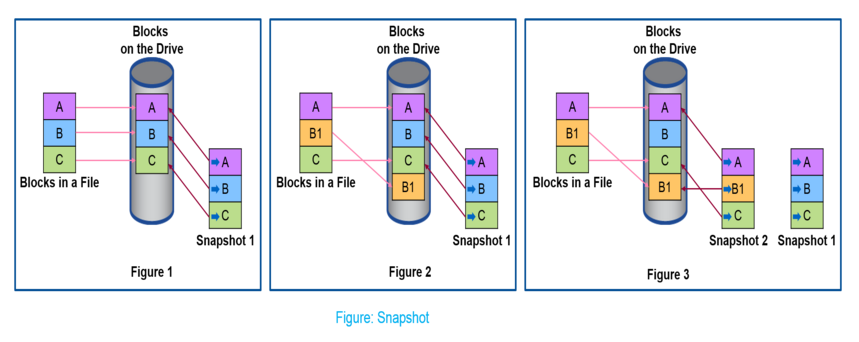 Blocks
on the Drive
A
B
C
A
B
C
A
B
C
Blocks in a File
Snapshot 1
Figure 1
Blocks
on the Drive
A
B1
C
A
B
C
B1
A
B
C
Blocks in a File
Snapshot 1
Figure 2
Blocks
on the Drive
A
B1
C
A
B
C
B1
A
B1
C
A
B
C
Blocks in a File
Snapshot 2
Snapshot 1
Figure 3
Figure: Snapshot